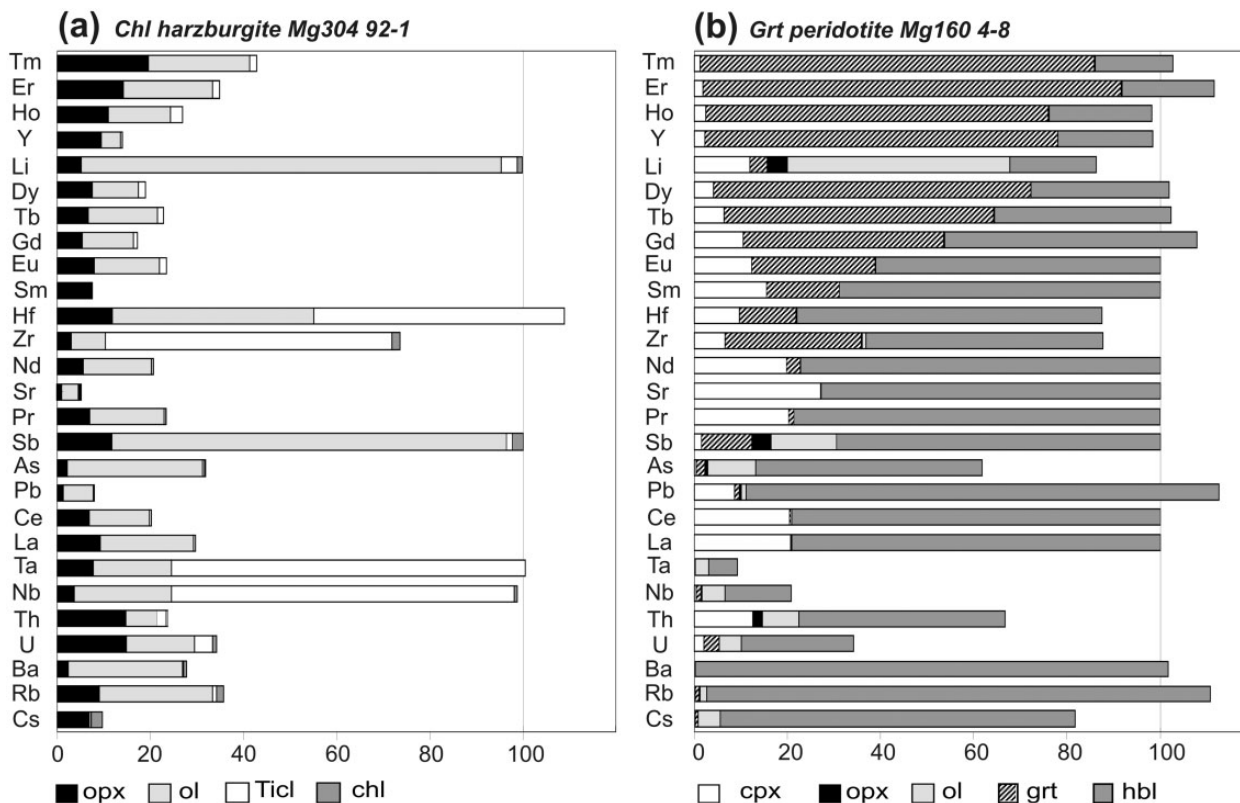 (a) Chl harzburgite Mg304 92-1
Tm
Er
Ho
Y
Li
Dy
Tb
Gd
Eu
Sm
Hf
Zr
Nd
Sr
Pr
Sb
As
Pb
Ce
La
Ta
Nb
Th
U
Ba
Rb
Cs
0 20 40 60 80 100
opx ol Ticl chl
(b) Grt peridotite Mg160 4-8
Tm
Er
Ho
Y
Li
Dy
Tb
Gd
Eu
Sm
Hf
Zr
Nd
Sr
Pr
Sb
As
Pb
Ce
La
Ta
Nb
Th
U
Ba
Rb
Cs
0 20 40 60 80 100
cpx opx ol grt hbl